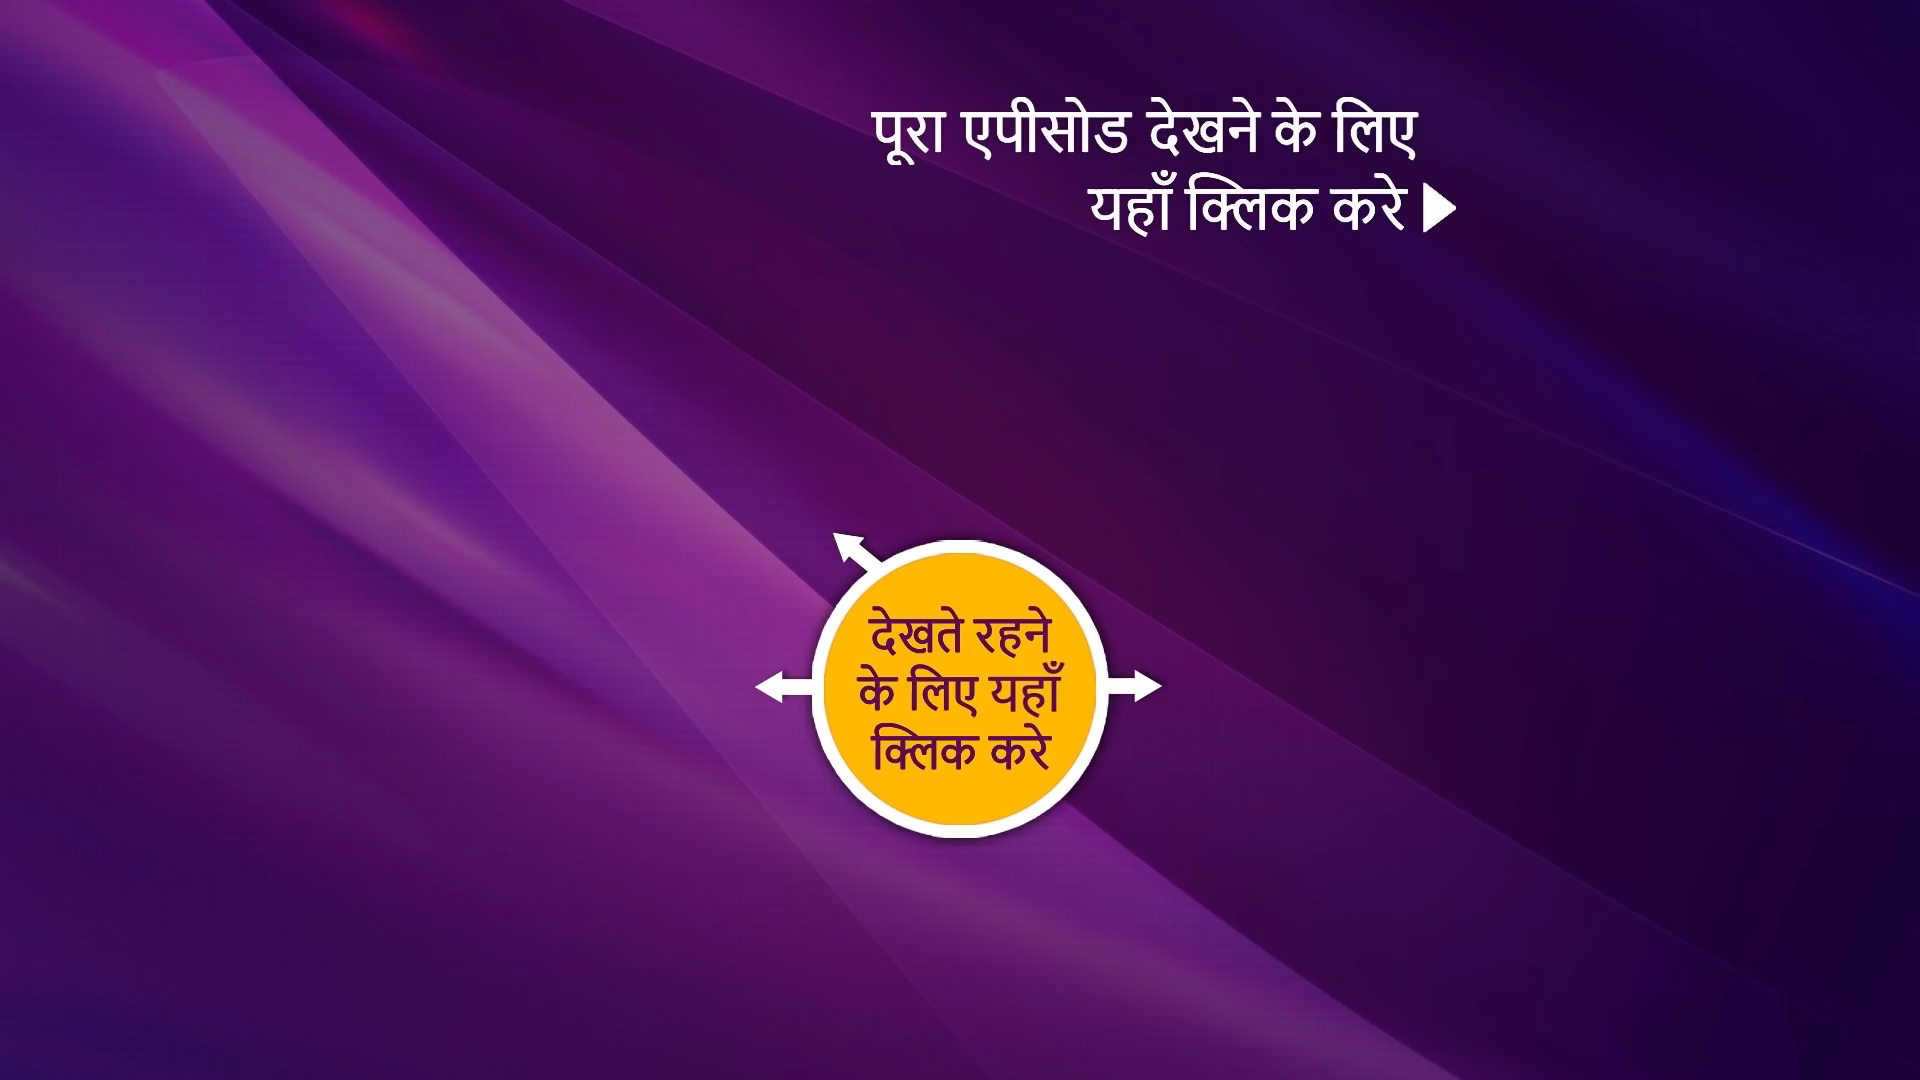 पूरा एपीसोड देखने के लिए
यहाँ क्लिक करे
देखते रहने
के लिए यहाँ
क्लिक करे